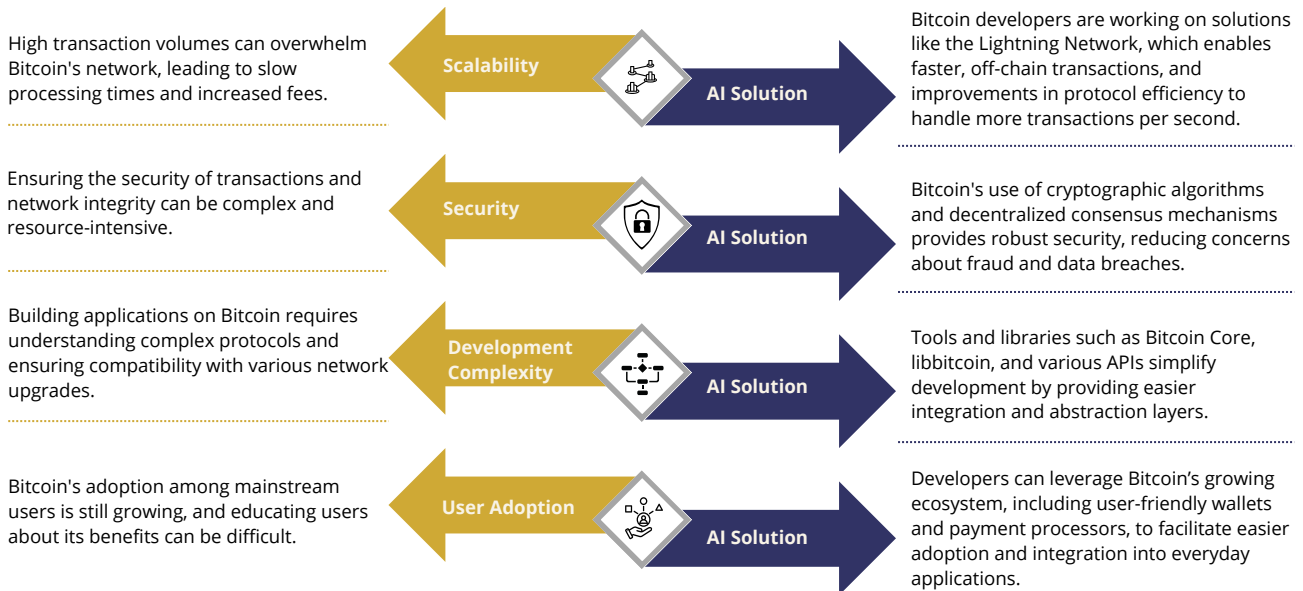 High transaction volumes can overwhelm
Bitcoin's network, leading to slow
processing times and increased fees.
Scalability
AI Solution
Bitcoin developers are working on solutions
like the Lightning Network, which enables
faster, off-chain transactions, and
improvements in protocol efficiency to
handle more transactions per second.
Ensuring the security of transactions and
network integrity can be complex and
resource-intensive.
Security
AI Solution
Bitcoin's use of cryptographic algorithms
and decentralized consensus mechanisms
provides robust security, reducing concerns
about fraud and data breaches.
Building applications on Bitcoin requires
understanding complex protocols and
ensuring compatibility with various network
upgrades.
Development
Complexity
AI Solution
Tools and libraries such as Bitcoin Core,
libbitcoin, and various APIs simplify
development by providing easier
integration and abstraction layers.
Bitcoin's adoption among mainstream
users is still growing, and educating users
about its benefits can be difficult.
User Adoption
AI Solution
Developers can leverage Bitcoin’s growing
ecosystem, including user-friendly wallets
and payment processors, to facilitate easier
adoption and integration into everyday
applications.